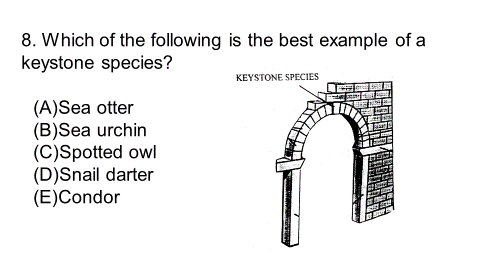 8. Which of the following is the best example of a
keystone species?
KEYSTONE SPECIES
(A)Sea otter
(B)Sea urchin
(C)Spotted owl
(D)Snail darter
(E)Condor